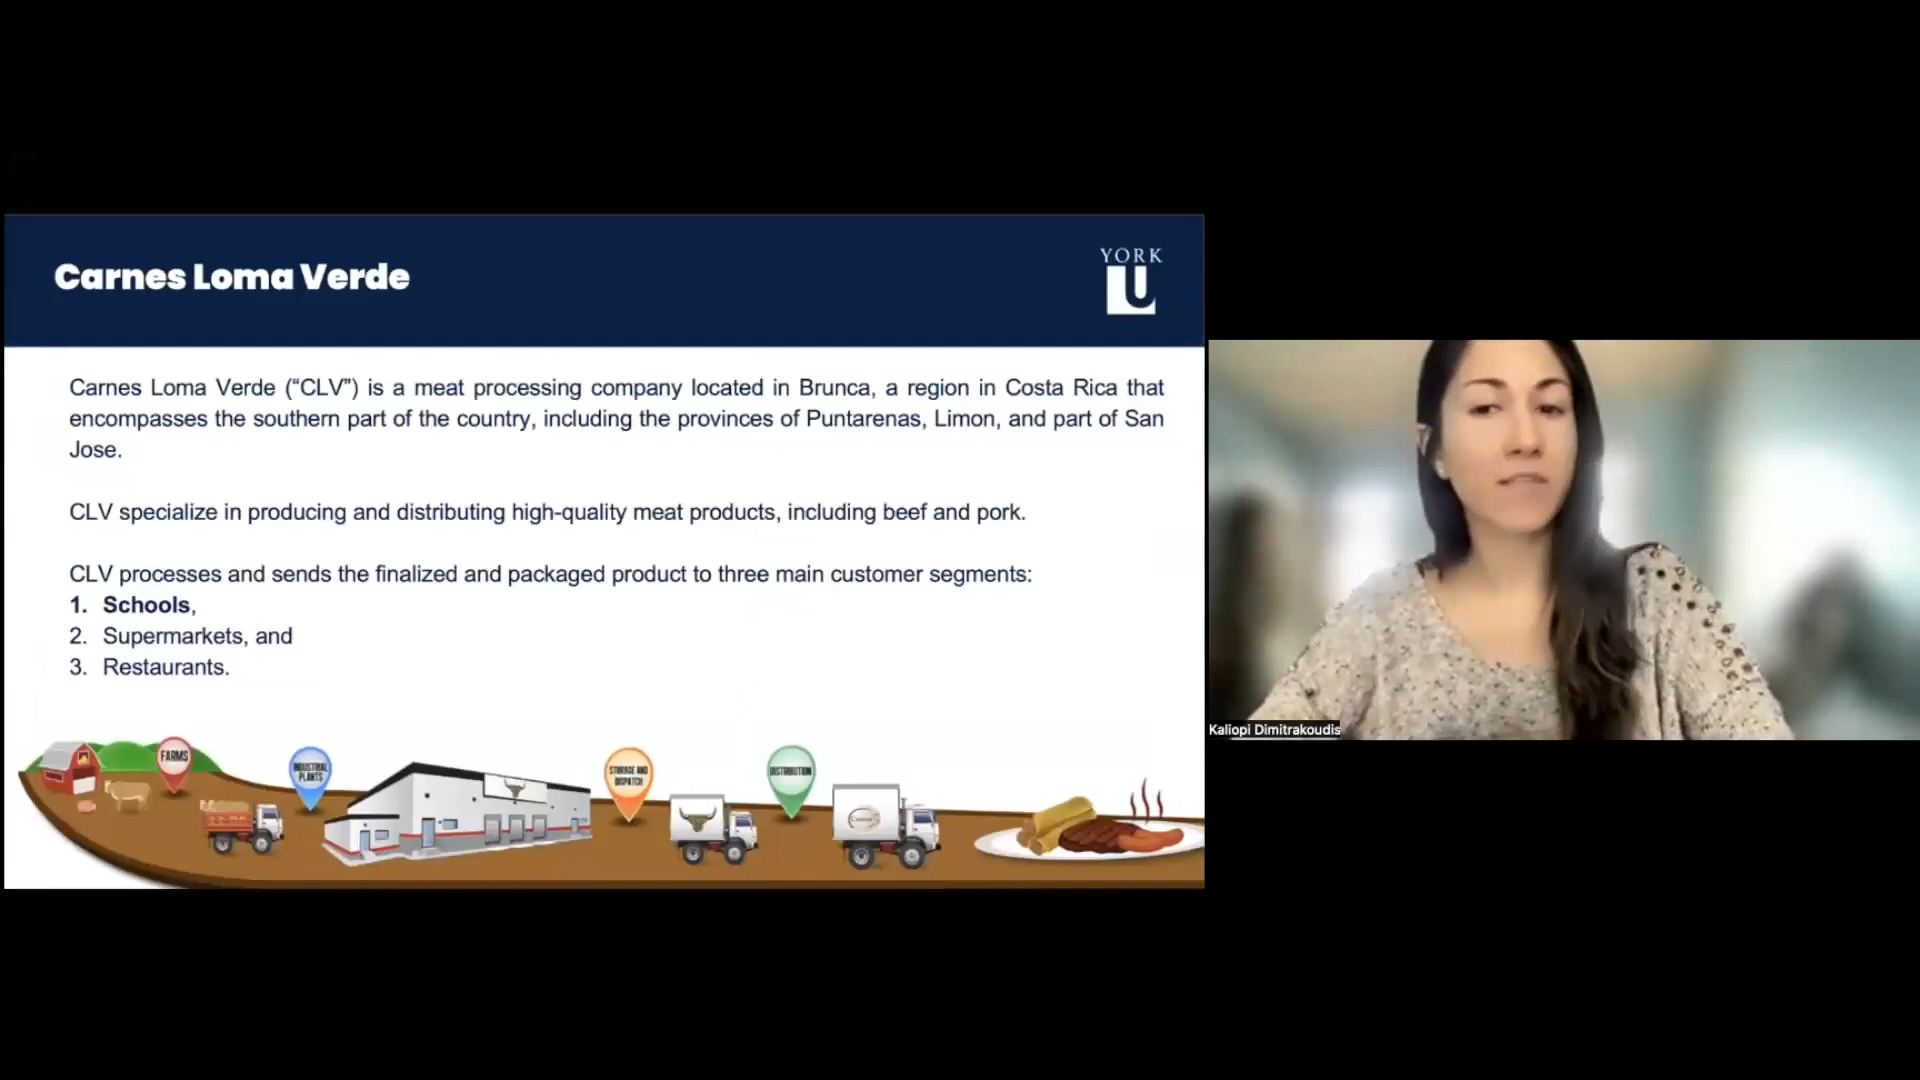 Carnes Loma Verde
YORK
U
Carnes Loma Verde (“CLV”) is a meat processing company located in Brunca, a region in Costa Rica that
encompasses the southern part of the country, including the provinces of Puntarenas, Limon, and part of San
Jose.
CLV specialize in producing and distributing high-quality meat products, including beef and pork.
CLV processes and sends the finalized and packaged product to three main customer segments:
1. Schools,
2. Supermarkets, and
3. Restaurants.
FARMS
INDUSTRIAL
PLANTS
STORAGE AND
DISPATCH
DISTRIBUTION
Kaliopi Dimitrakoudis